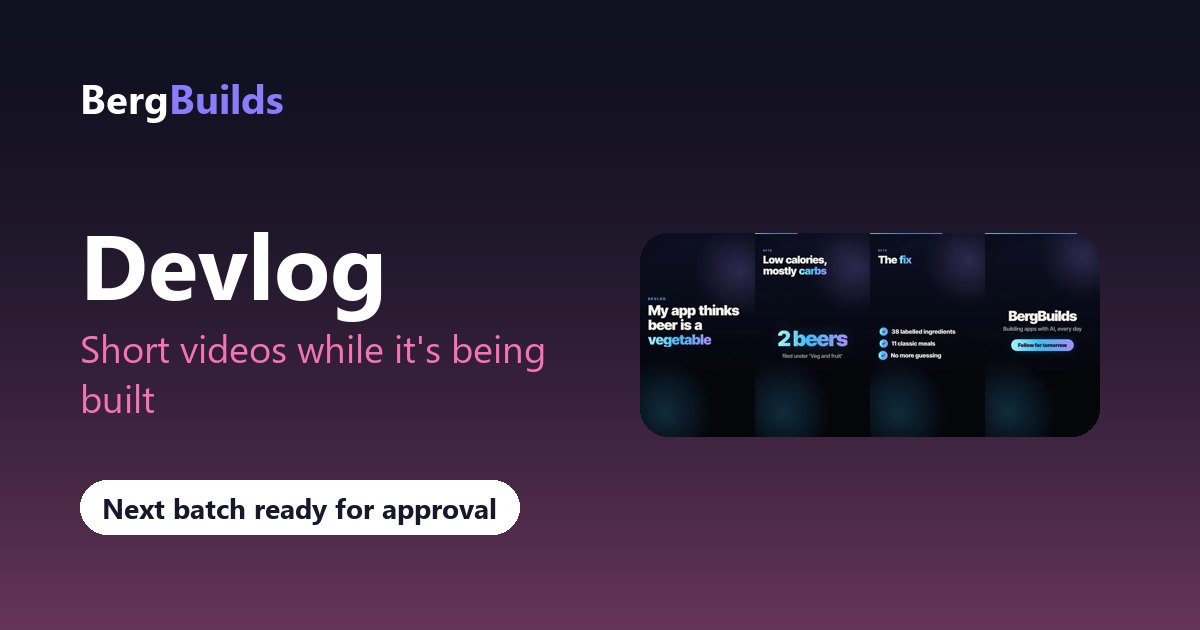 BergBuilds
Devlog
Short videos while it's being
built
Next batch ready for approval
DEVLOG
My app thinks
beer is a
vegetable
BETA
Low calories,
mostly carbs
2 beers
filed under "Veg and fruit"
BETA
The fix
38 labelled ingredients
11 classic meals
No more guessing
BergBuilds
Building apps with AI, every day
Follow for tomorrow